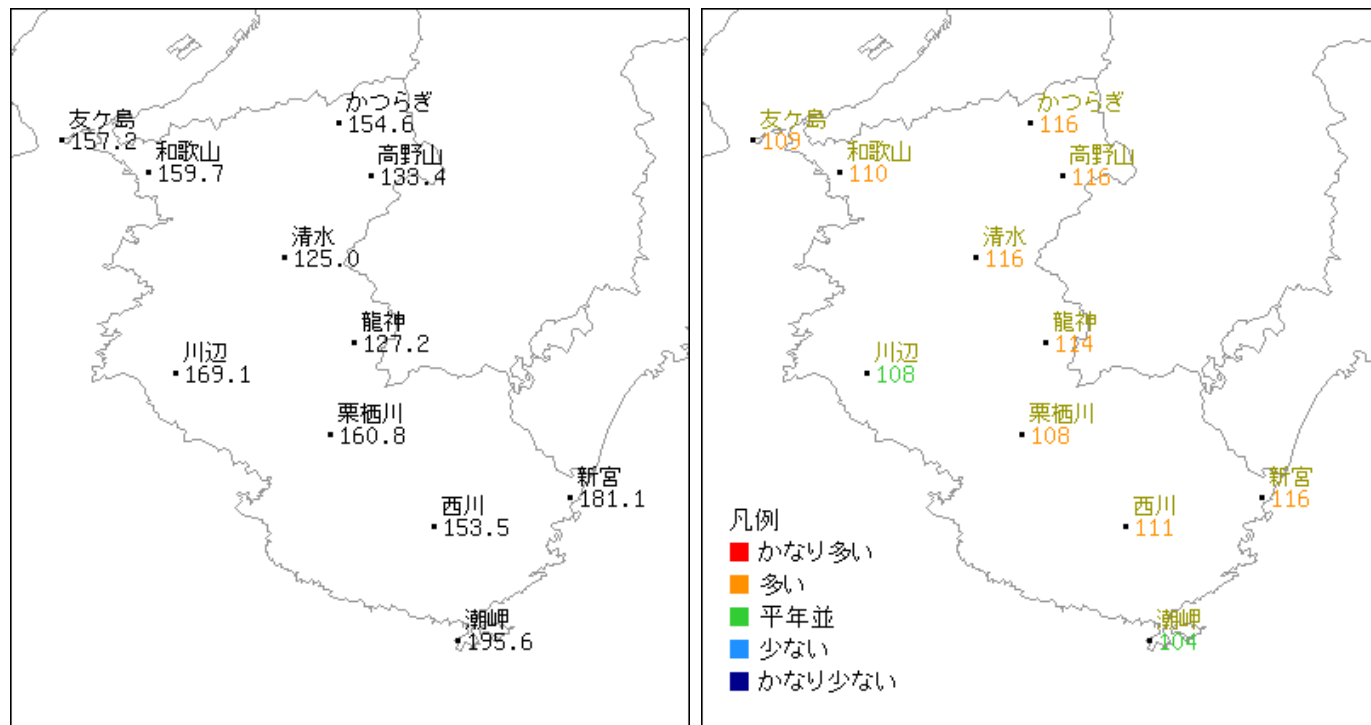 友ケ島
157.2
かつらぎ
154.6
和歌山
159.7
高野山
133.4
清水
125.0
龍神
127.2
川辺
169.1
栗栖川
160.8
新宮
181.1
西川
153.5
潮岬
195.6
友ケ島
109
かつらぎ
116
和歌山
110
高野山
116
清水
116
龍神
114
川辺
108
栗栖川
108
新宮
116
西川
111
潮岬
104
凡例
かなり多い
多い
平年並
少ない
かなり少ない